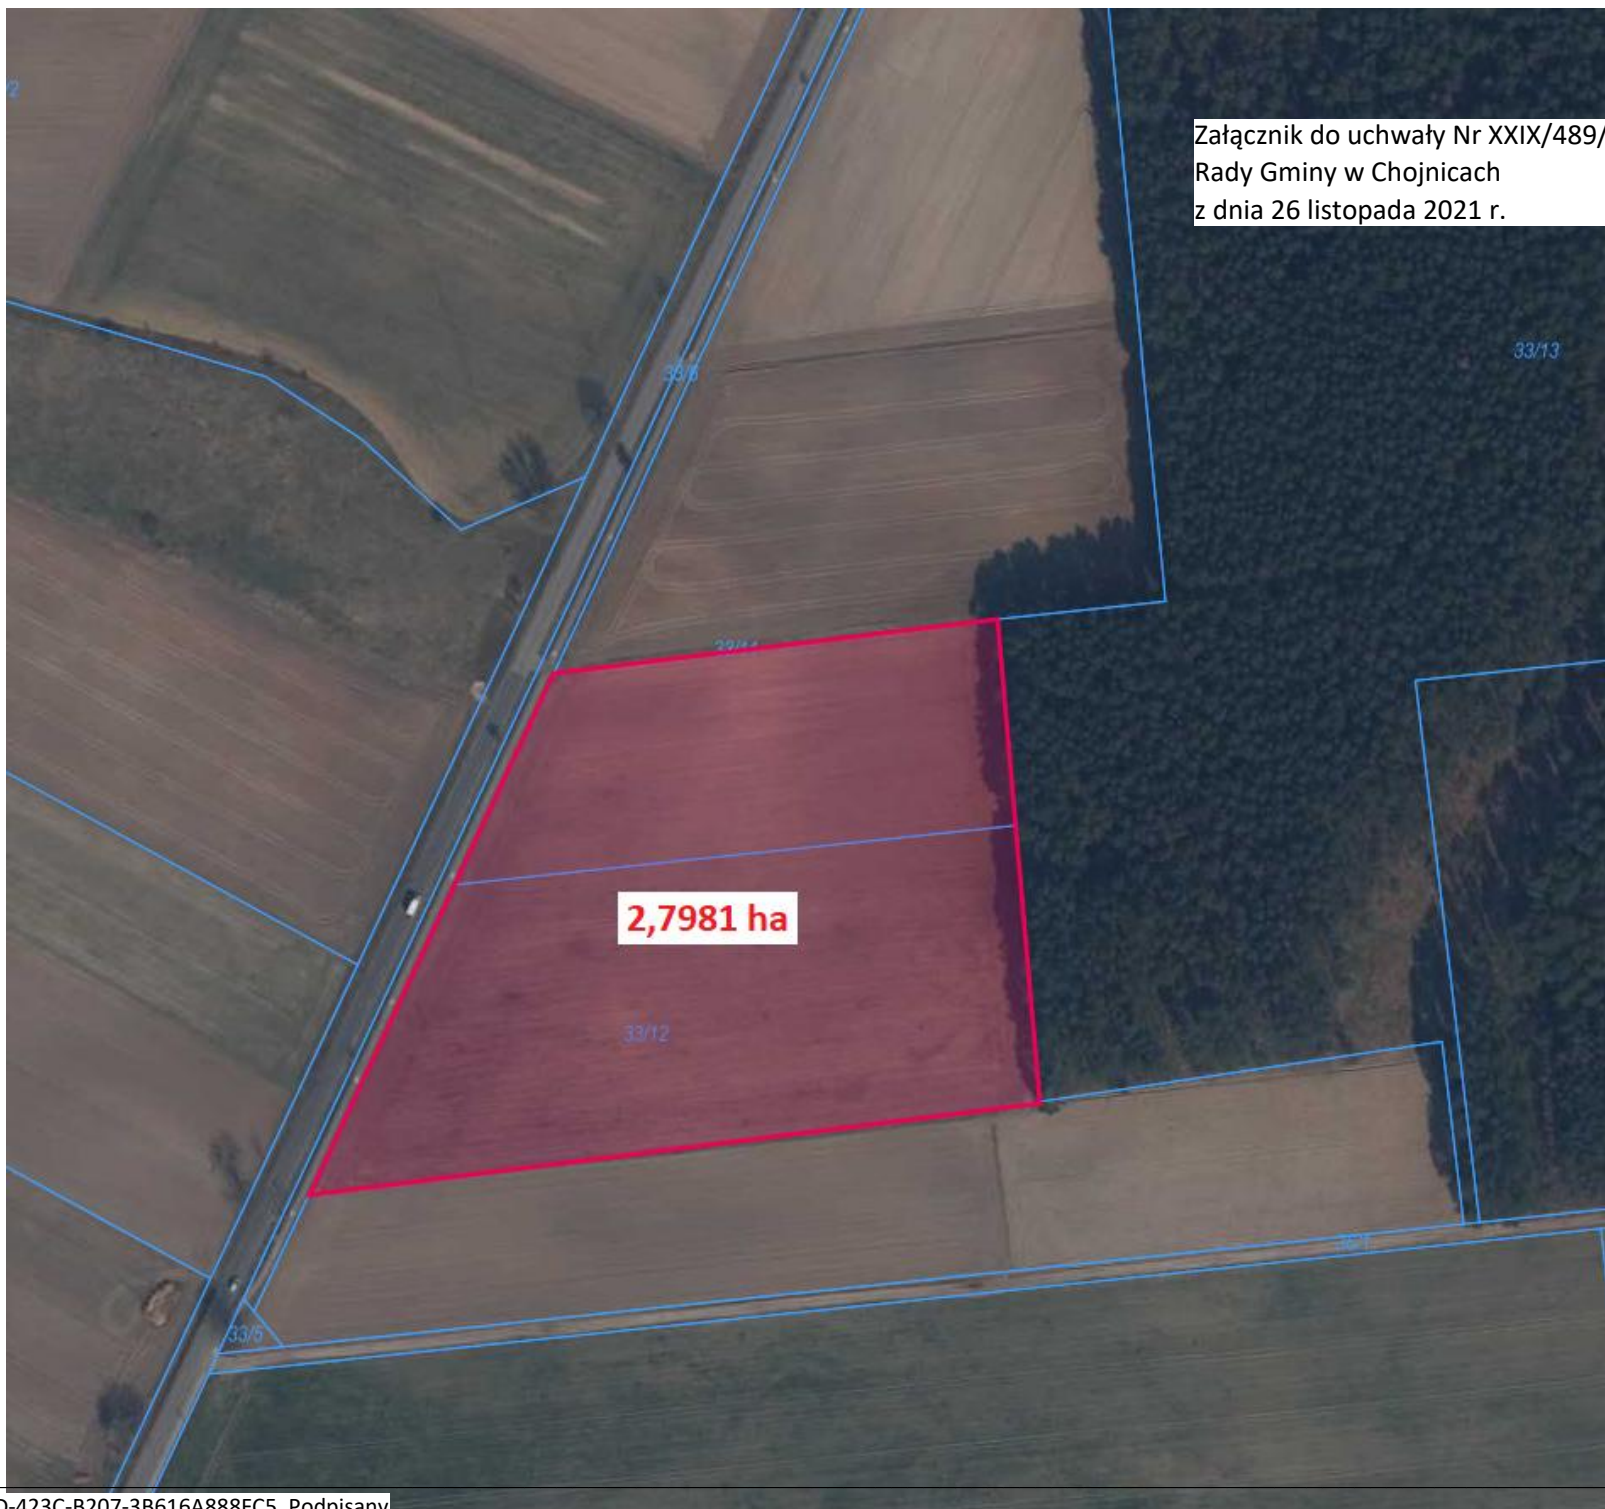 /2
Załącznik do uchwały Nr XXIX/489/
Rady Gminy w Chojnicach
z dnia 26 listopada 2021 r.
33/13
2,7981 ha
33/12
33/5
D-423C-B207-3B616A888FC5. Podpisany